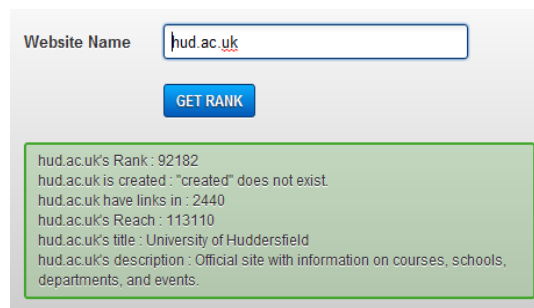 Website Name hud.ac.uk
GET RANK
hud.ac.uk's Rank : 92182
hud.ac.uk is created : "created" does not exist.
hud.ac.uk have links in : 2440
hud.ac.uk's Reach : 113110
hud.ac.uk's title : University of Huddersfield
hud.ac.uk's description : Official site with information on courses, schools,
departments, and events.